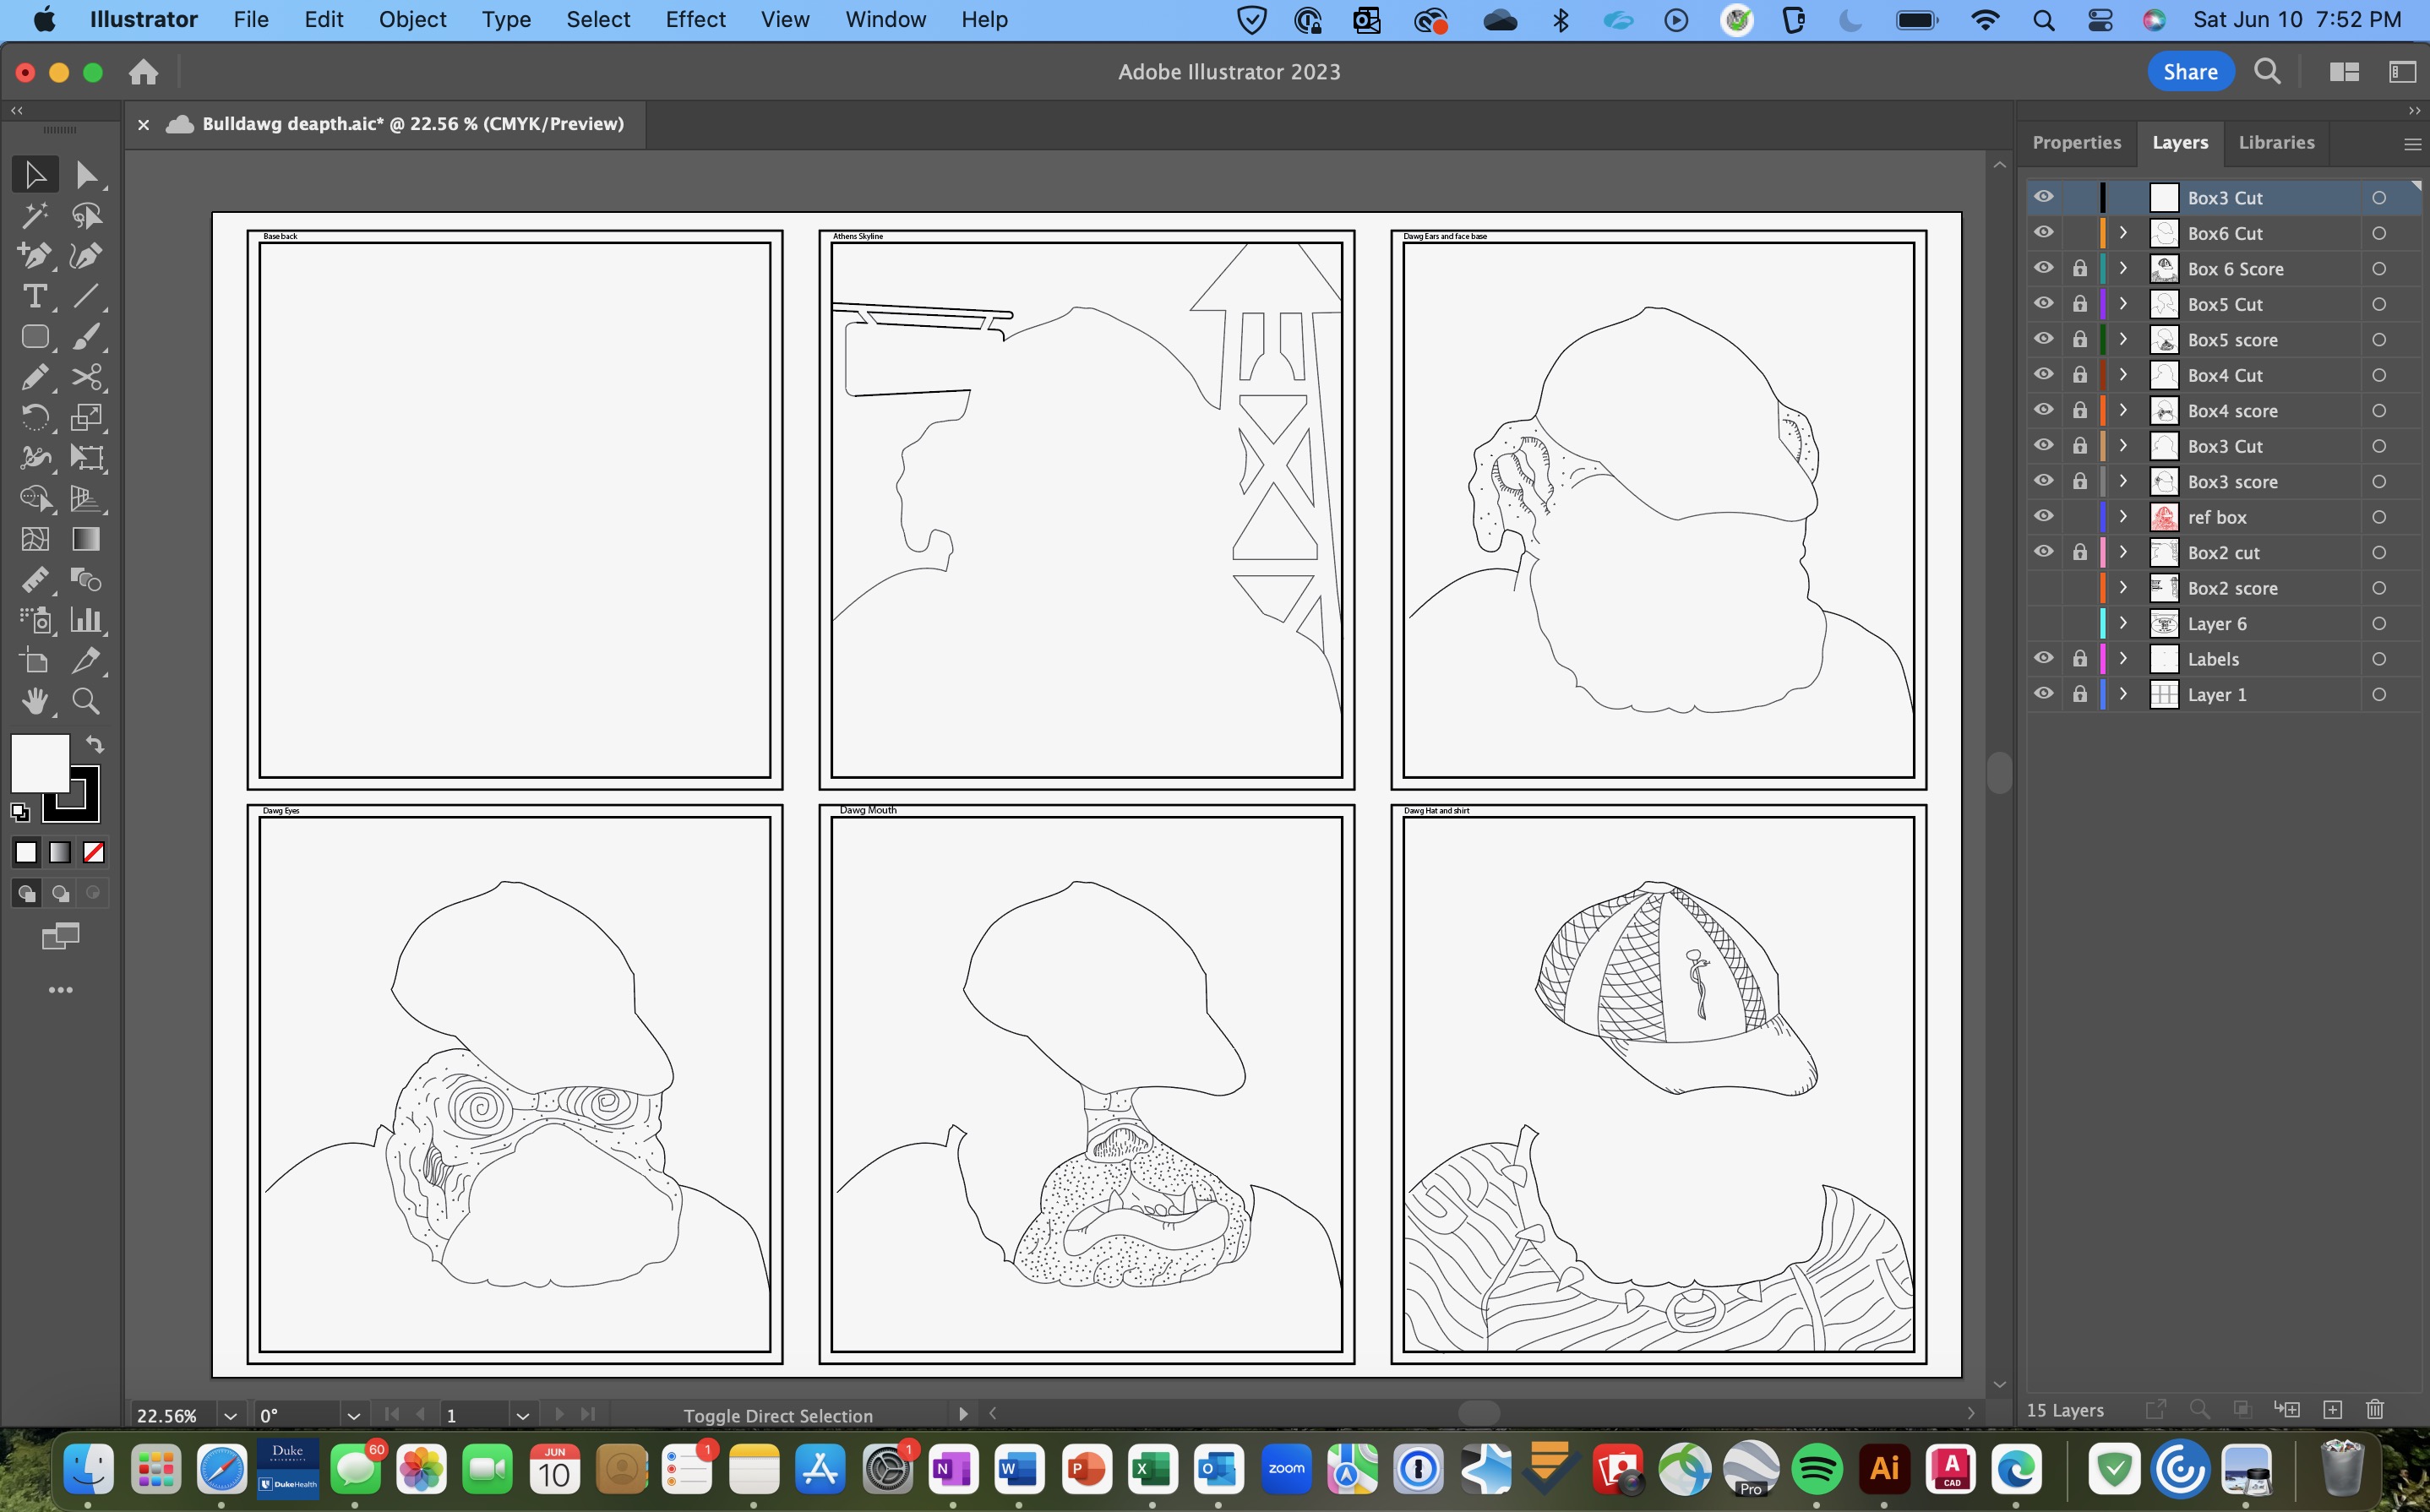 Illustrator File Edit Object Type Select Effect View Window Help
Sat Jun 10 7:52 PM
Adobe Illustrator 2023
Share
Bulldawg deapth.aic* @ 22.56 % (CMYK/Preview)
Properties Layers Libraries
Box3 Cut
Box6 Cut
Box 6 Score
Box5 Cut
Box5 score
Box4 Cut
Box4 score
Box3 Cut
Box3 score
ref box
Box2 cut
Box2 score
Layer 6
Labels
Layer 1
Base back
Athens Skyline
Dawg Ears and face base
Dawg Eyes
Dawg Mouth
Dawg Hat and shirt
22.56% 0° 1 Toggle Direct Selection
15 Layers
Duke
UNIVERSITY
DukeHealth
60
JUN
10
1
1
N
W
P
X
O
zoom
Pro
Ai
A
CAD